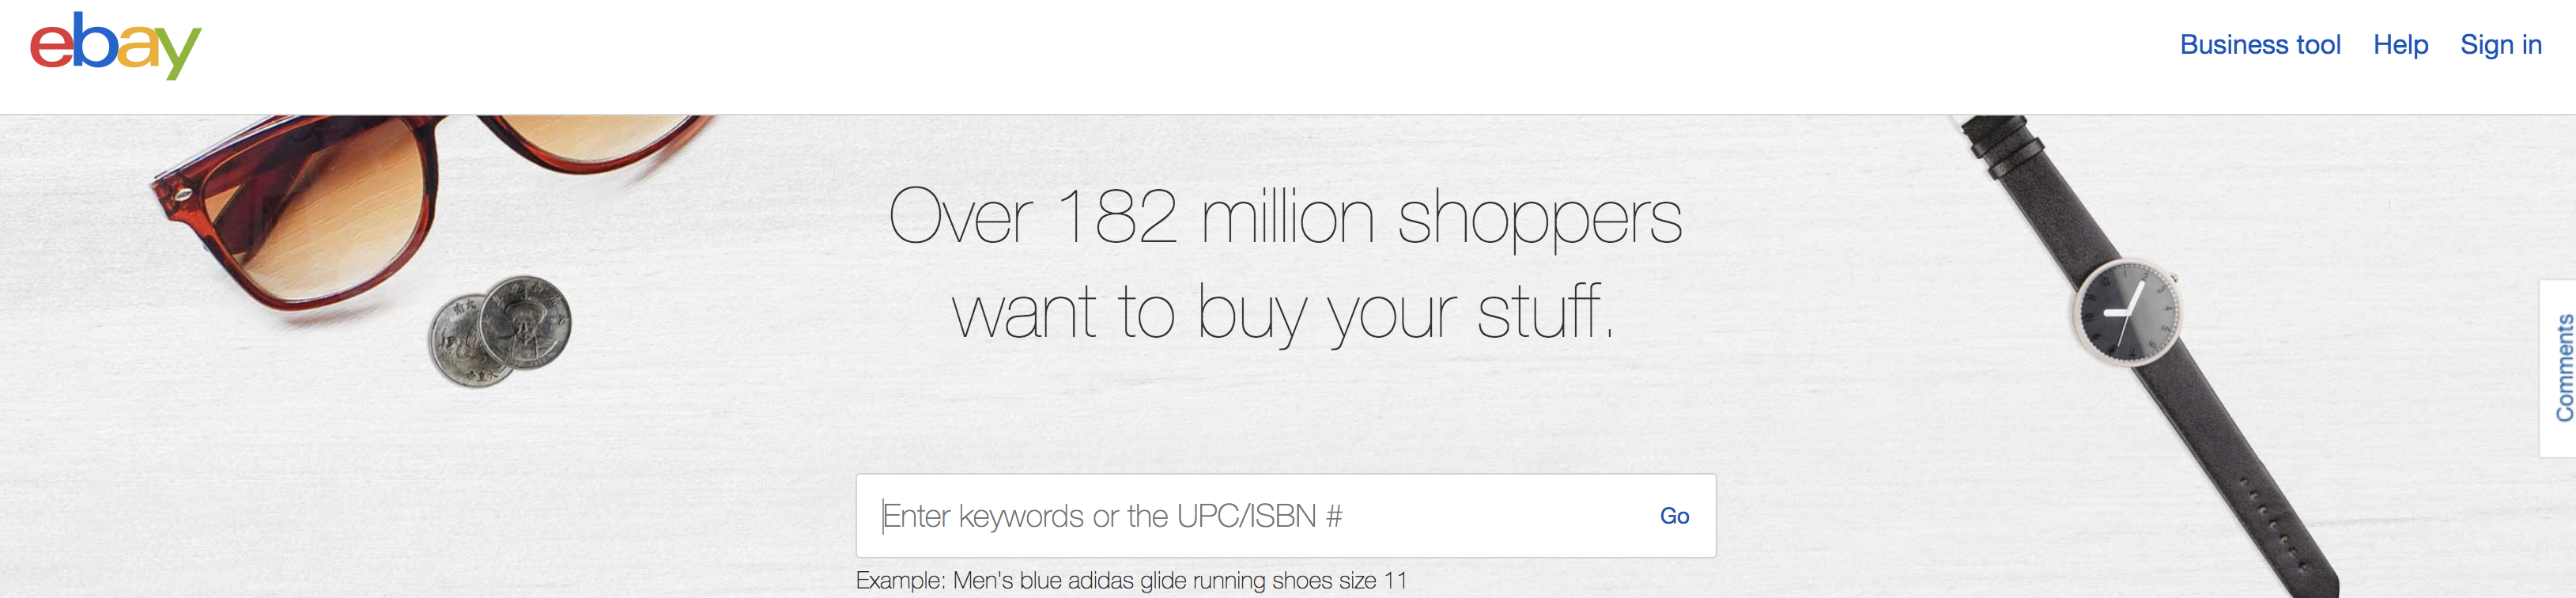 ebay
Business tool Help Sign in
Over 182 million shoppers
want to buy your stuff.
Comments
Enter keywords or the UPC/ISBN # Go
Example: Men's blue adidas glide running shoes size 11